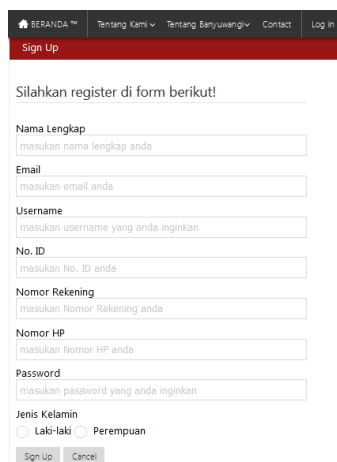 BERANDA ™ Tentang Kami Tentang Banyuwangi Contact Log in
Sign Up
Silahkan register di form berikut!
Nama Lengkap
masukan nama lengkap anda
Email
masukan email anda
Username
masukan username yang anda inginkan
No. ID
masukan No. ID anda
Nomor Rekening
masukan Nomor Rekening anda
Nomor HP
masukan Nomor HP anda
Password
masukan password yang anda inginkan
Jenis Kelamin
Laki-laki Perempuan
Sign Up Cancel